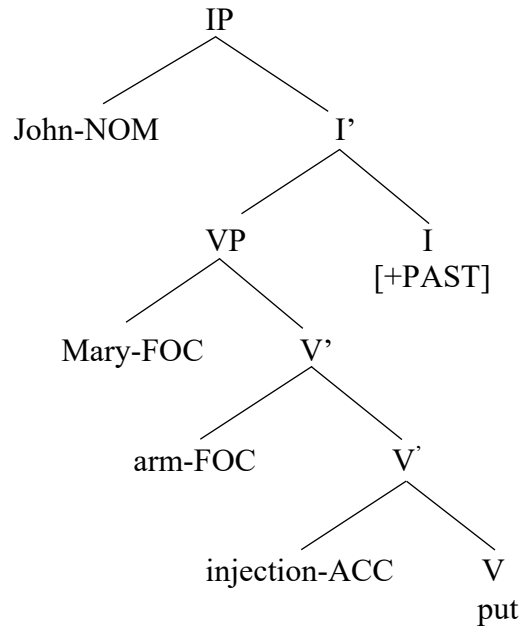 IP
John-NOM I’
VP I
[+PAST]
Mary-FOC V’
arm-FOC V’
injection-ACC V
put